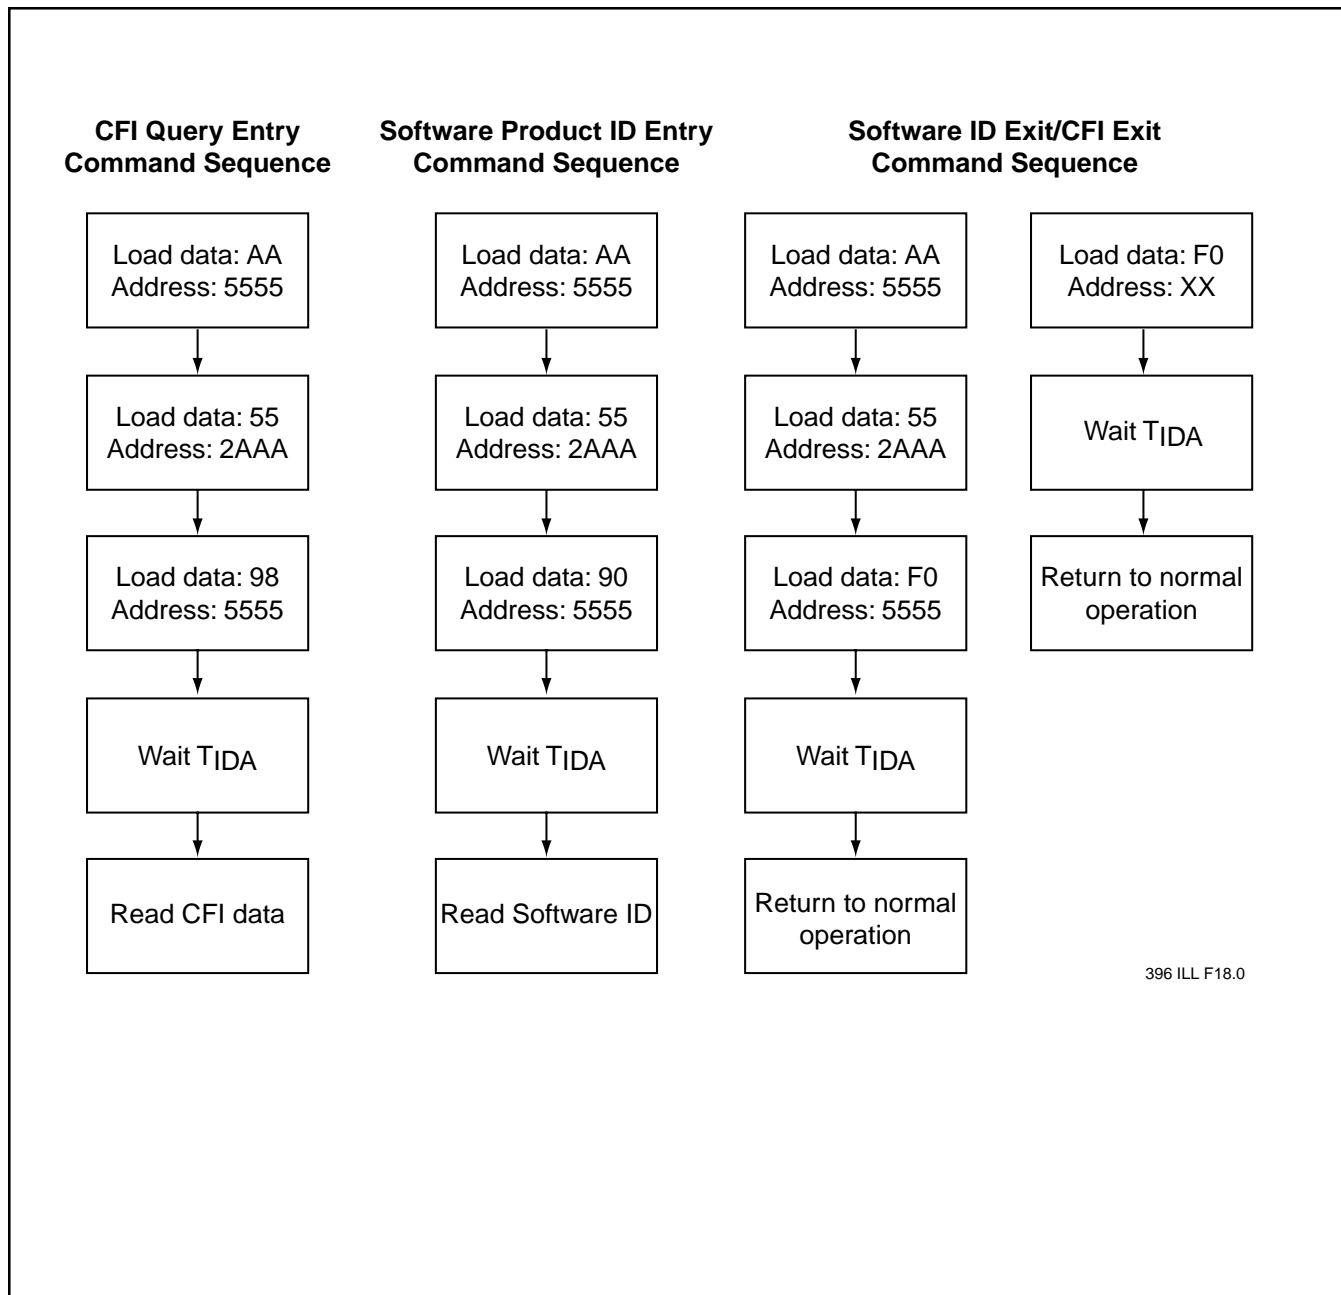 CFI Query Entry
Command Sequence
Load data: AA
Address: 5555
Load data: 55
Address: 2AAA
Load data: 98
Address: 5555
Wait TIDA
Read CFI data
Software Product ID Entry
Command Sequence
Load data: AA
Address: 5555
Load data: 55
Address: 2AAA
Load data: 90
Address: 5555
Wait TIDA
Read Software ID
Software ID Exit/CFI Exit
Command Sequence
Load data: AA
Address: 5555
Load data: 55
Address: 2AAA
Load data: F0
Address: 5555
Wait TIDA
Return to normal
operation
Load data: F0
Address: XX
Wait TIDA
Return to normal
operation
396 ILL F18.0